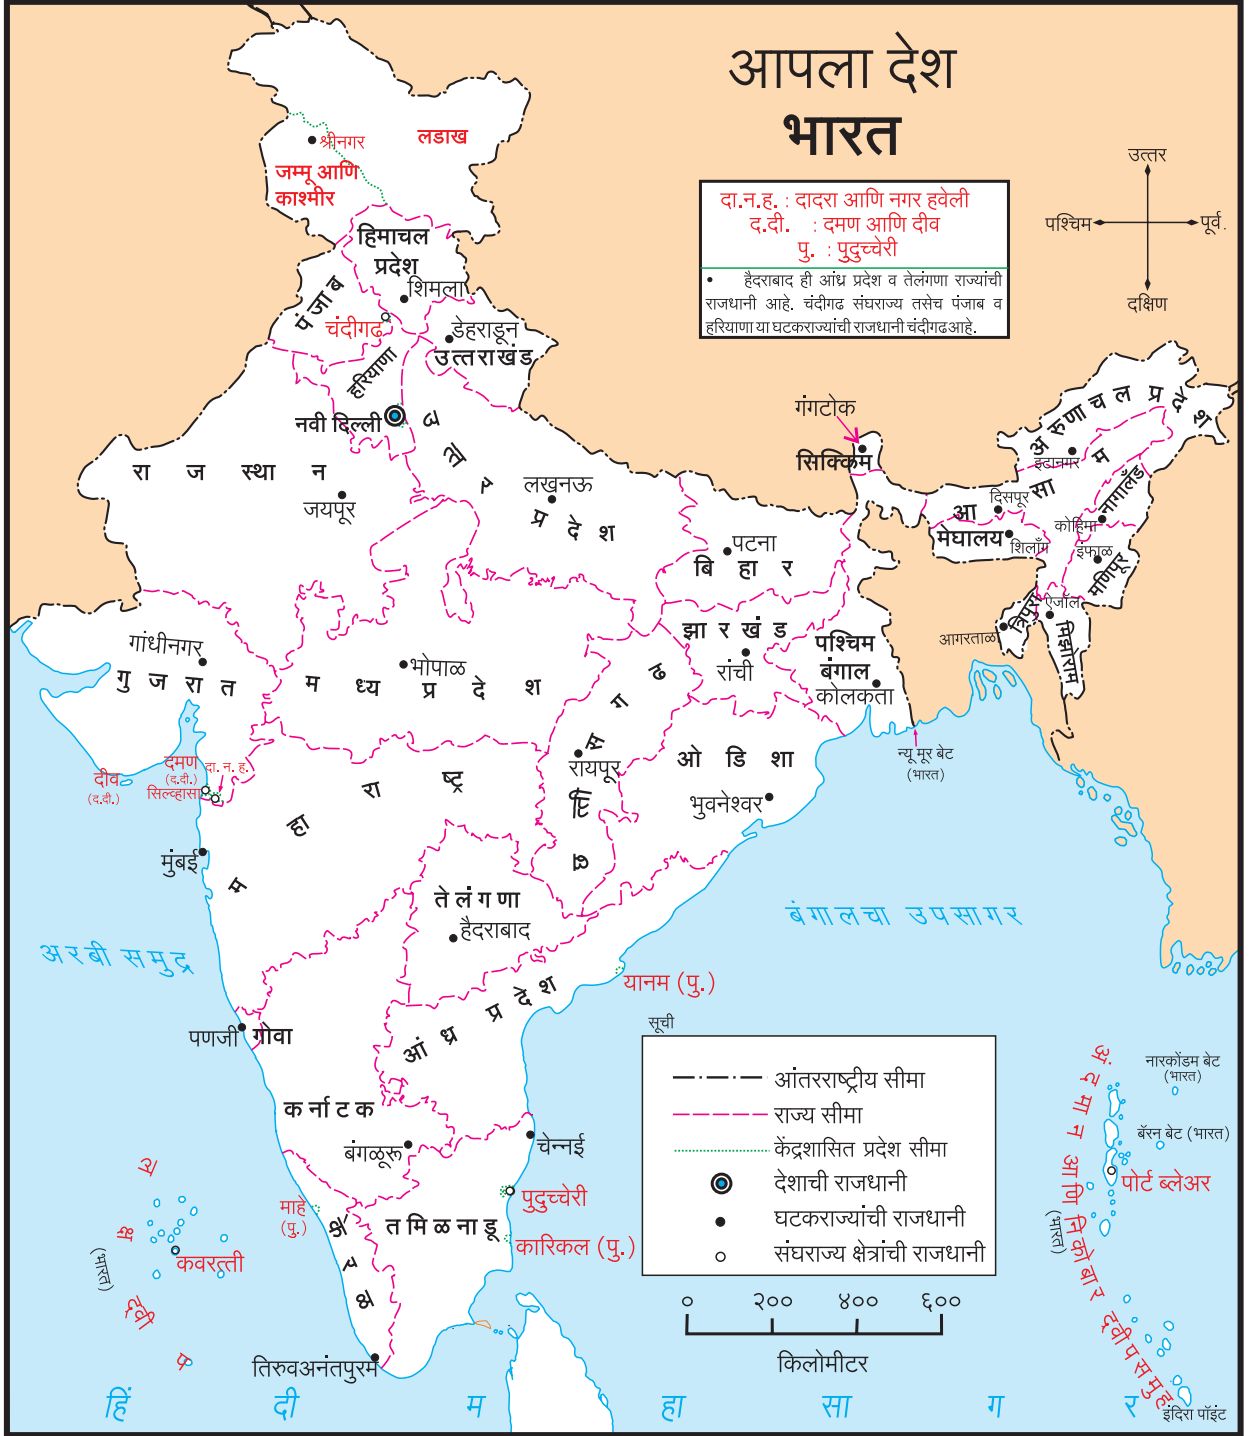 आपला देश
भारत
उत्तर
पश्चिम
पूर्व.
दक्षिण
दा.न.ह. : दादरा आणि नगर हवेली
द.दी. : दमण आणि दीव
पु. : पुदुच्चेरी
• हैदराबाद ही आंध्र प्रदेश व तेलंगणा राज्यांची
राजधानी आहे. चंदीगढ संघराज्य तसेच पंजाब व
हरियाणा या घटकराज्यांची राजधानी चंदीगढ आहे.
श्रीनगर
लडाख
जम्मू आणि
काश्मीर
हिमाचल
प्रदेश
शिमला
पंजाब
चंदीगढ
डेहराडून
उत्तराखंड
हरियाणा
नवी दिल्ली
उत्तर प्रदेश
लखनऊ
राजस्थान
जयपूर
गंगटोक
सिक्किम
अरुणाचल प्रदेश
इटानगर
आसाम
दिसपूर
नागालँड
कोहिमा
मेघालय
शिलाँग
इंफाळ
मणिपूर
ऐजॉल
त्रिपुरा
आगरताळा
मिझोराम
पटना
बिहार
झारखंड
रांची
पश्चिम
बंगाल
कोलकता
न्यू मूर बेट
(भारत)
गांधीनगर
गुजरात
भोपाळ
मध्य प्रदेश
छत्तीसगढ
रायपूर
ओडिशा
भुवनेश्वर
दीव
(द.दी.)
दमण
(द.दी.)
दा. न. ह.
सिल्व्हासा
महाराष्ट्र
मुंबई
तेलंगणा
हैदराबाद
अरबी समुद्र
बंगालचा उपसागर
यानम (पु.)
आंध्र प्रदेश
पणजी
गोवा
कर्नाटक
बंगळूरू
चेन्नई
पुदुच्चेरी
माहे
(पु.)
तमिळनाडू
कारिकल (पु.)
केरळ
तिरुवअनंतपुरम
लक्षद्वीप
(भारत)
कवरत्ती
सूची
आंतरराष्ट्रीय सीमा
राज्य सीमा
केंद्रशासित प्रदेश सीमा
देशाची राजधानी
घटकराज्यांची राजधानी
संघराज्य क्षेत्रांची राजधानी
० २०० ४०० ६००
किलोमीटर
नारकोंडम बेट
(भारत)
बॅरन बेट (भारत)
पोर्ट ब्लेअर
अंदमान आणि निकोबार द्वीपसमुह
(भारत)
इंदिरा पॉइंट
हिंदी महासागर